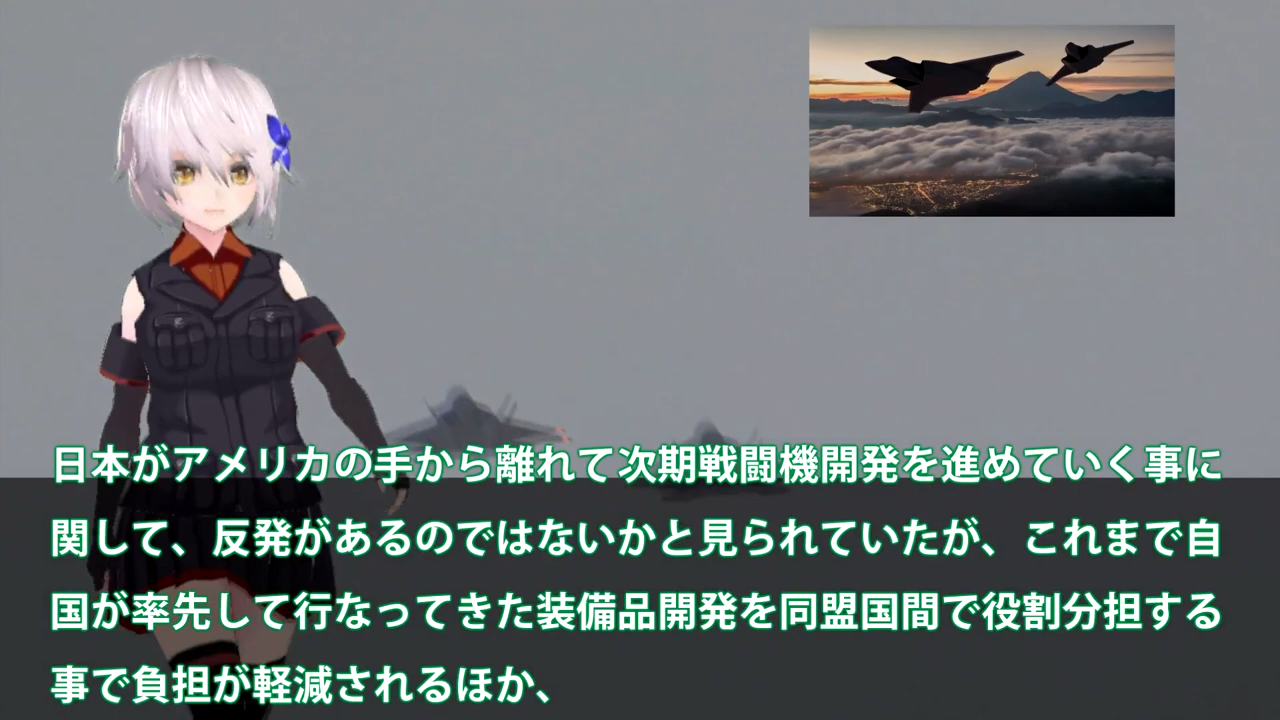 日本がアメリカの手から離れて次期戦闘機開発を進めていく事に
関して、反発があるのではないかと見られていたが、これまで自
国が率先して行なってきた装備品開発を同盟国間で役割分担する
事で負担が軽減されるほか、